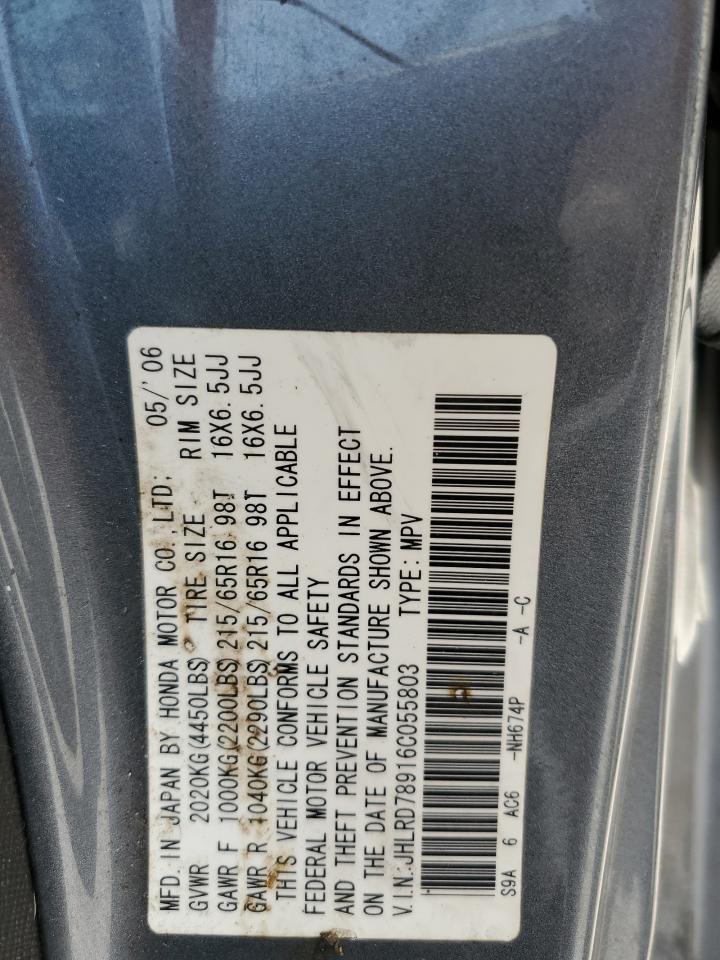 MFD. IN JAPAN BY HONDA MOTOR CO., LTD; 05/'06
GVWR 2020KG(4450LBS) TIRE SIZE RIM SIZE
GAWR F 1000KG(2200LBS) 215/65R16 98T 16X6. 5JJ
GAWR R 1040KG(2290LBS) 215/65R16 98T 16X6. 5JJ
THIS VEHICLE CONFORMS TO ALL APPLICABLE
FEDERAL MOTOR VEHICLE SAFETY
AND THEFT PREVENTION STANDARDS IN EFFECT
ON THE DATE OF MANUFACTURE SHOWN ABOVE.
V.I.N.:JHLRD78916C055803 TYPE:MPV
S9A 6 AC6 -NH674P -A -C